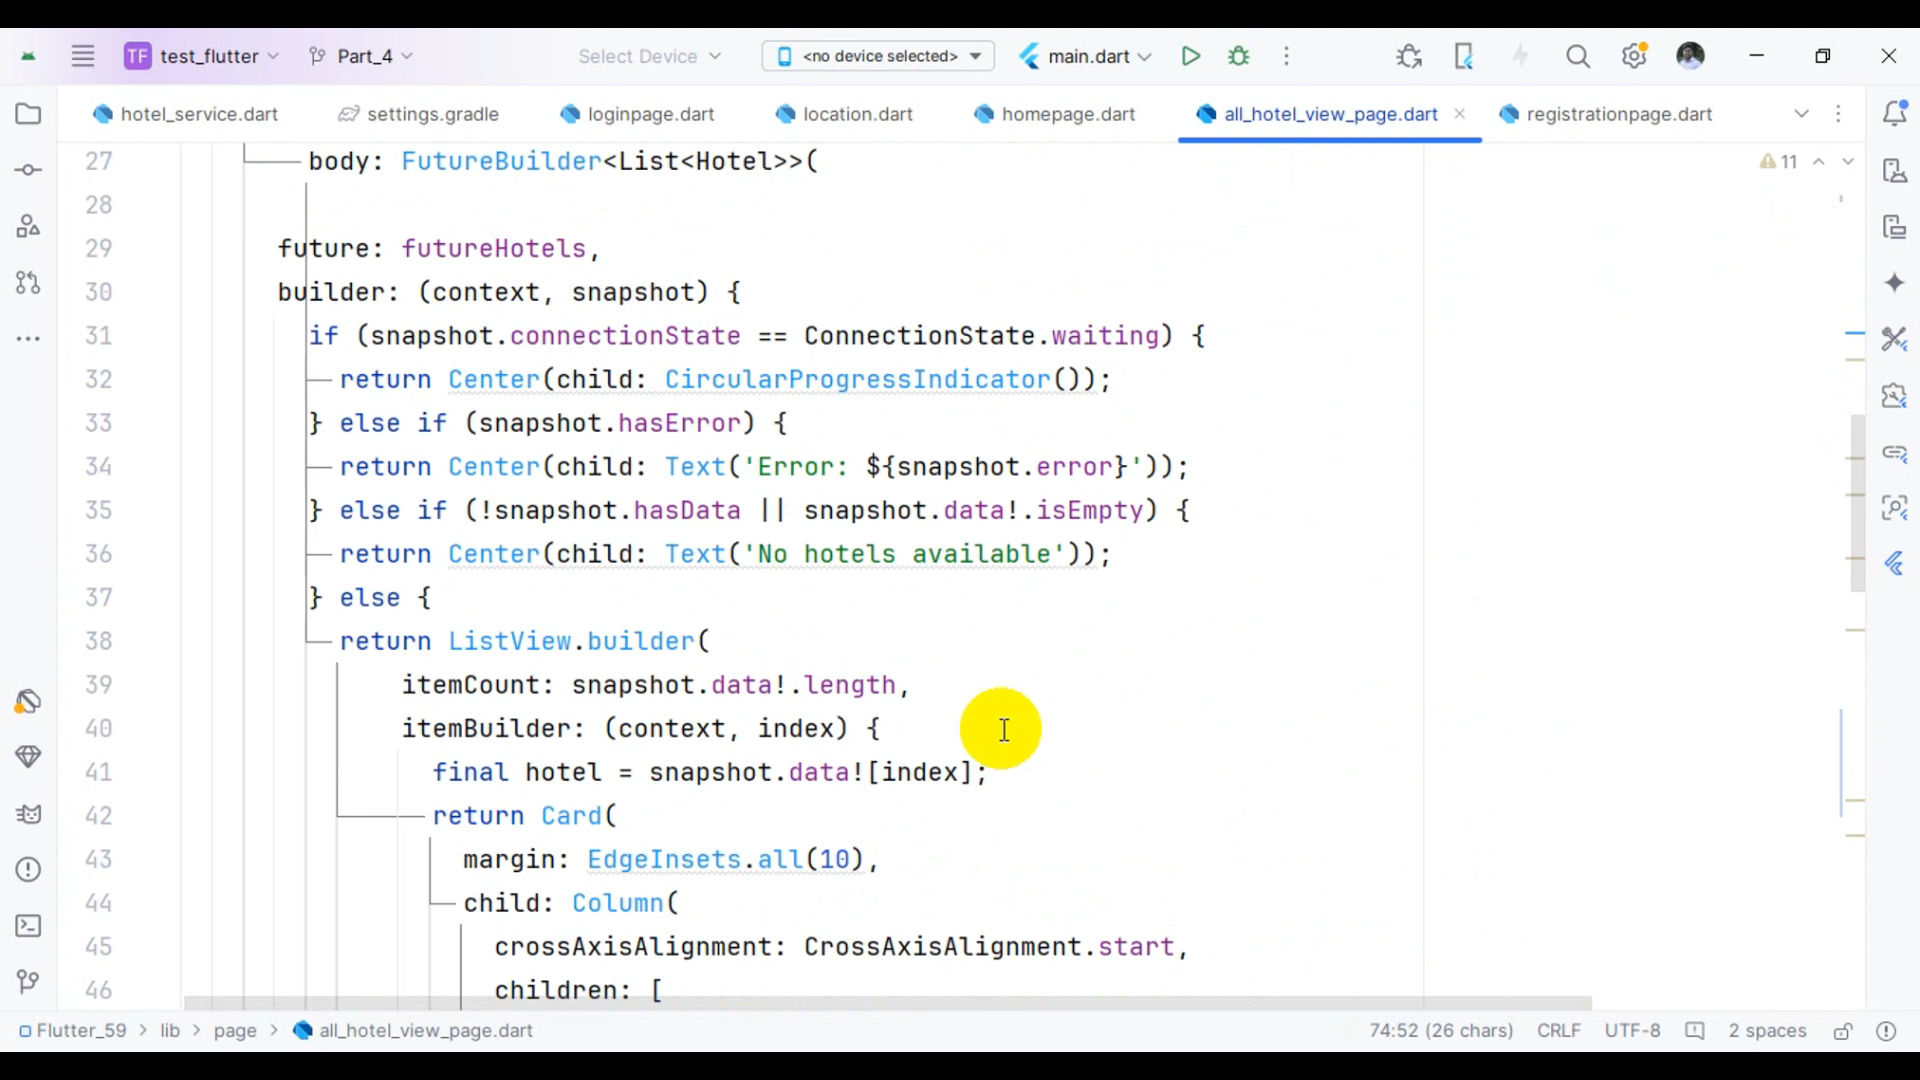 TF test_flutter Part_4 Select Device <no device selected> main.dart
hotel_service.dart settings.gradle loginpage.dart location.dart homepage.dart all_hotel_view_page.dart registrationpage.dart
27 body: FutureBuilder<List<Hotel>>( 11
28
29 future: futureHotels,
30 builder: (context, snapshot) {
31 if (snapshot.connectionState == ConnectionState.waiting) {
32 return Center(child: CircularProgressIndicator());
33 } else if (snapshot.hasError) {
34 return Center(child: Text('Error: ${snapshot.error}'));
35 } else if (!snapshot.hasData || snapshot.data!.isEmpty) {
36 return Center(child: Text('No hotels available'));
37 } else {
38 return ListView.builder(
39 itemCount: snapshot.data!.length,
40 itemBuilder: (context, index) {
41 final hotel = snapshot.data![index];
42 return Card(
43 margin: EdgeInsets.all(10),
44 child: Column(
45 crossAxisAlignment: CrossAxisAlignment.start,
46 children: [
Flutter_59 > lib > page > all_hotel_view_page.dart 74:52 (26 chars) CRLF UTF-8 2 spaces